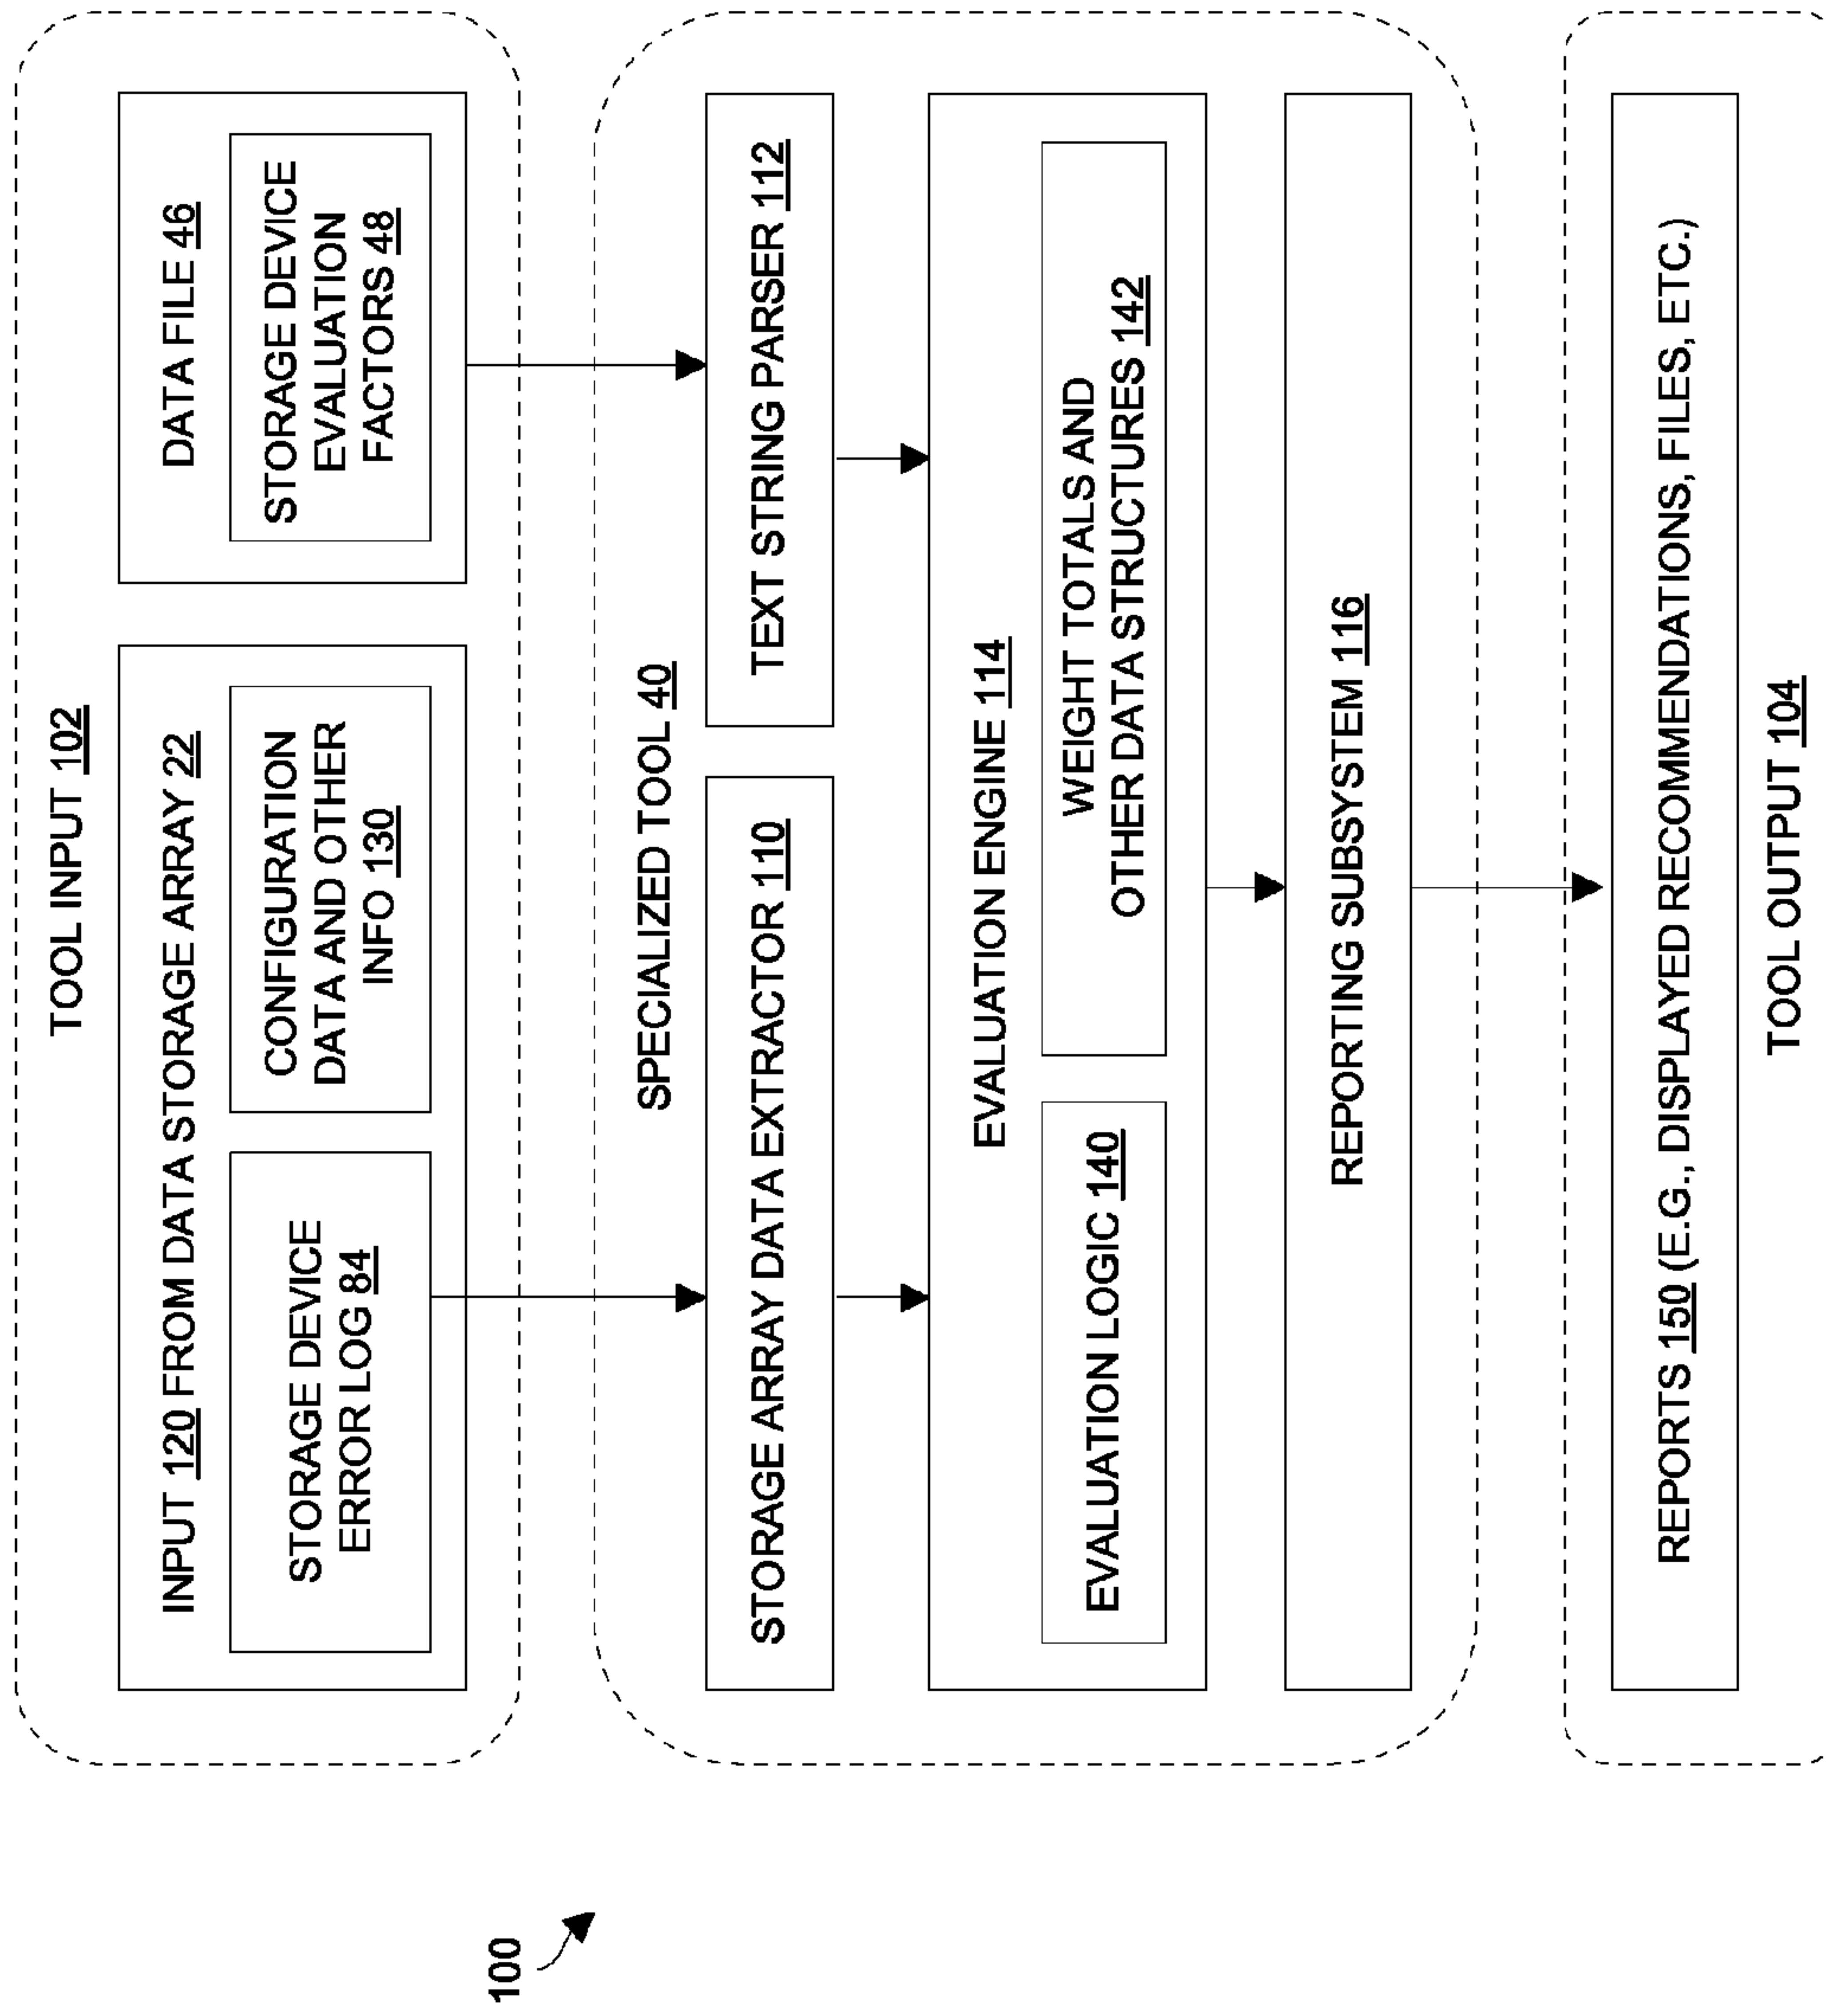 100
TOOL INPUT 102
INPUT 120 FROM DATA STORAGE ARRAY 22
STORAGE DEVICE
ERROR LOG 84
CONFIGURATION
DATA AND OTHER
INFO 130
DATA FILE 46
STORAGE DEVICE
EVALUATION
FACTORS 48
SPECIALIZED TOOL 40
STORAGE ARRAY DATA EXTRACTOR 110
TEXT STRING PARSER 112
EVALUATION ENGINE 114
EVALUATION LOGIC 140
WEIGHT TOTALS AND
OTHER DATA STRUCTURES 142
REPORTING SUBSYSTEM 116
REPORTS 150 (E.G., DISPLAYED RECOMMENDATIONS, FILES, ETC.)
TOOL OUTPUT 104